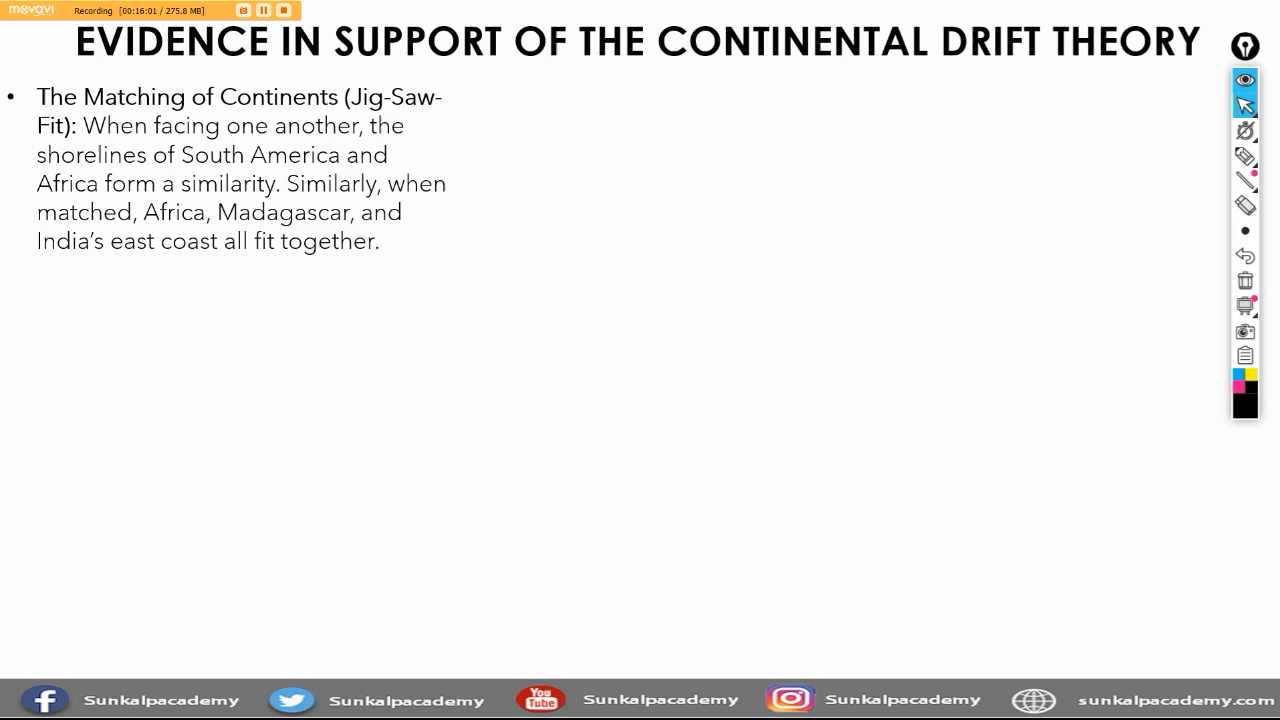 movavi Recording [00:16:01 / 275.8 MB]
EVIDENCE IN SUPPORT OF THE CONTINENTAL DRIFT THEORY
• The Matching of Continents (Jig-Saw-
Fit): When facing one another, the
shorelines of South America and
Africa form a similarity. Similarly, when
matched, Africa, Madagascar, and
India’s east coast all fit together.
f Sunkalpacademy You Tube Sunkalpacademy Sunkalpacademy Sunkalpacademy sunkalpacademy.com